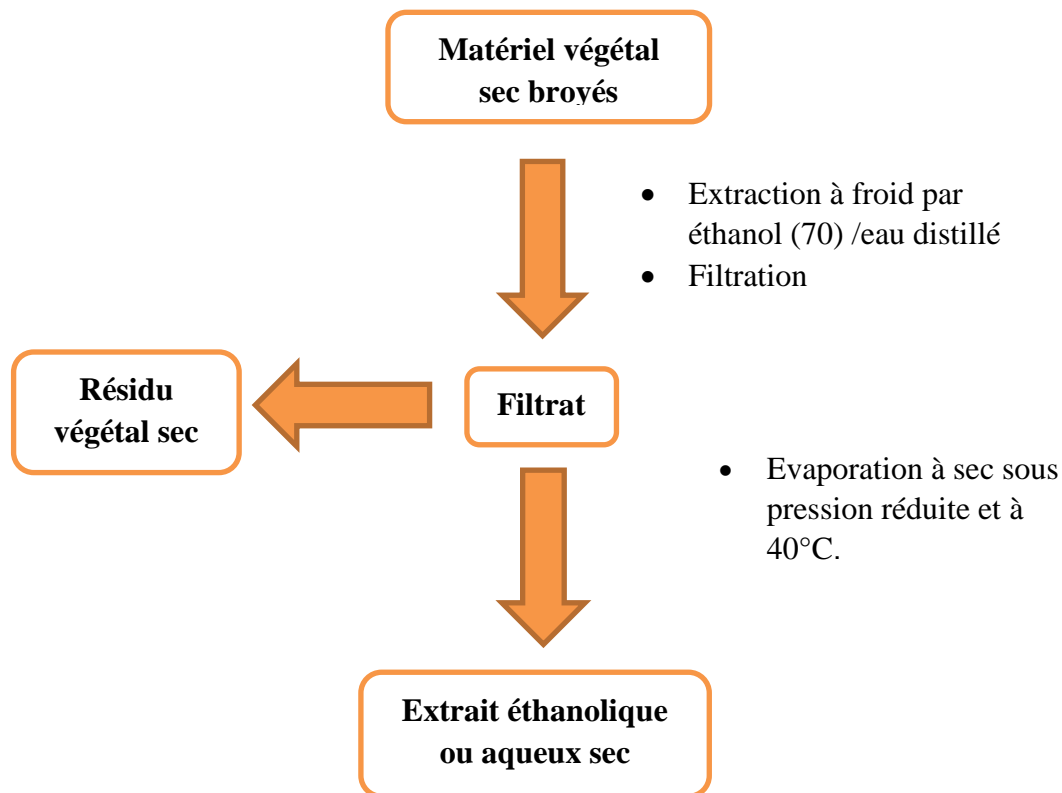 Matériel végétal
sec broyés
• Extraction à froid par
éthanol (70) /eau distillé
• Filtration
Résidu
végétal sec
Filtrat
• Evaporation à sec sous
pression réduite et à
40°C.
Extrait éthanolique
ou aqueux sec